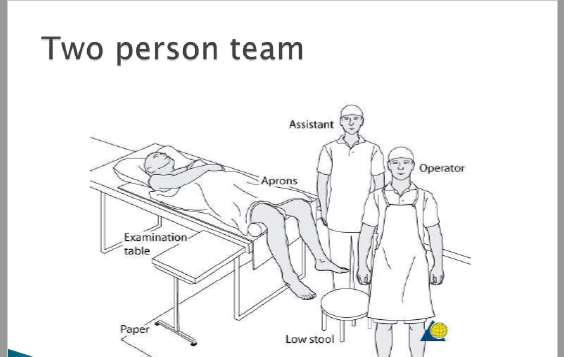 Two person team
Assistant
Operator
Aprons
Examination
table
Paper
Low stool